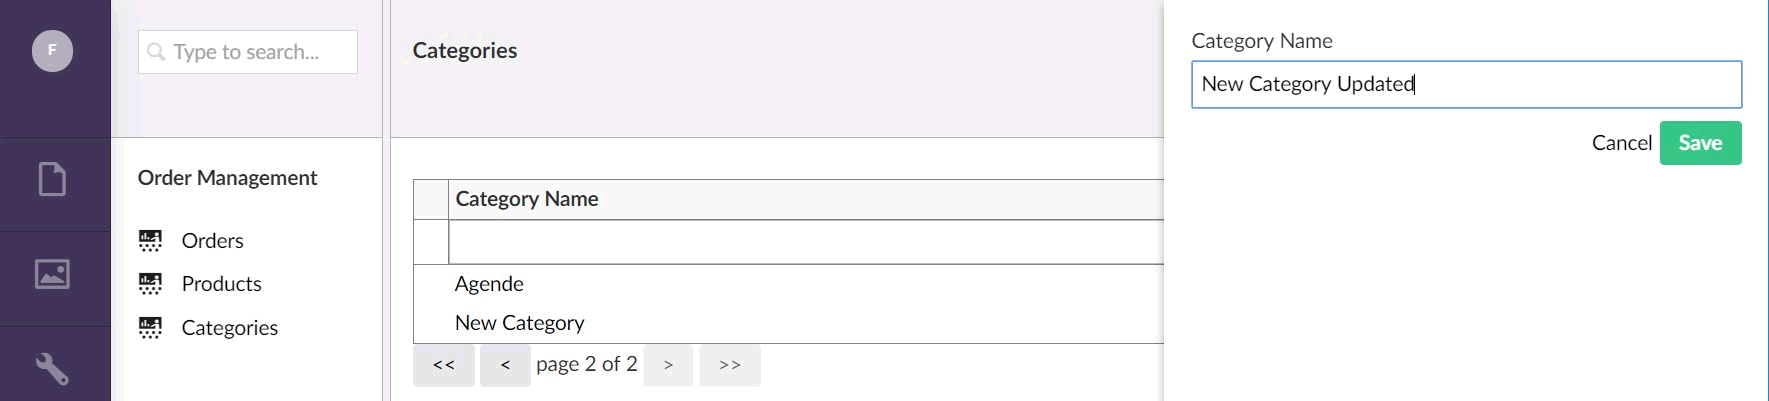 F
Type to search...
Order Management
Orders
Products
Categories
Categories
Category Name
Agende
New Category
<< < page 2 of 2 > >>
Category Name
New Category Updated
Cancel Save